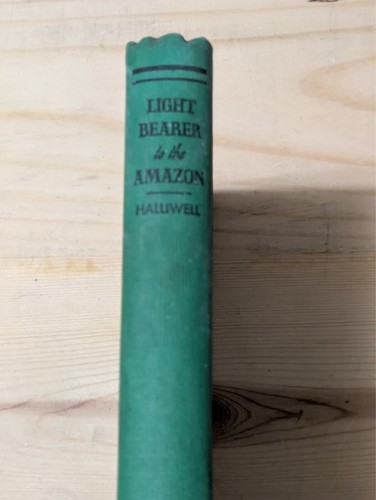 LIGHT
BEARER
to the
AMAZON
HALLIWELL